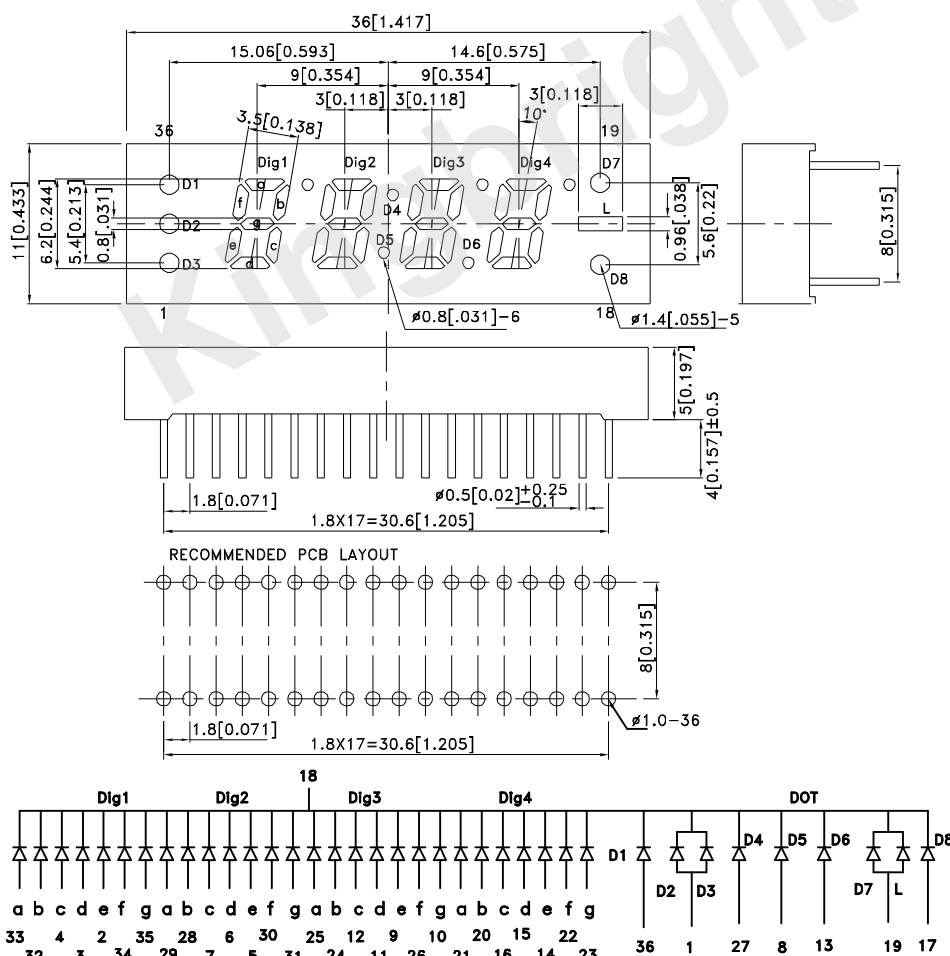 36[1.417]
15.06[0.593] 14.6[0.575]
9[0.354] 9[0.354]
3[0.118] 3[0.118] 3[0.118]
3.5[0.138] 10°
36 19
Dig1 Dig2 Dig3 Dig4 D7
D1 a
f b D4
D2 g L
D5 D6
e c
D3 d D8
11[0.433]
6.2[0.244]
5.4[0.213]
0.8[0.031]
0.96[.038]
5.6[0.22]
8[0.315]
1 18
ø0.8[.031]-6 ø1.4[.055]-5
Kingbright
5[0.197]
4[0.157]±0.5
1.8[0.071] ø0.5[0.02]+0.25 -0.1
1.8X17=30.6[1.205]
RECOMMENDED PCB LAYOUT
8[0.315]
1.8[0.071] ø1.0-36
1.8X17=30.6[1.205]
18
Dig1 Dig2 Dig3 Dig4 DOT
D1 D4 D5 D6 D8
D2 D3 D7 L
a b c d e f g a b c d e f g a b c d e f g a b c d e f g
33 4 2 35 28 6 30 25 12 9 10 20 15 22 36 1 27 8 13 19 17
32 3 34 29 7 5 31 24 11 26 21 16 14 23